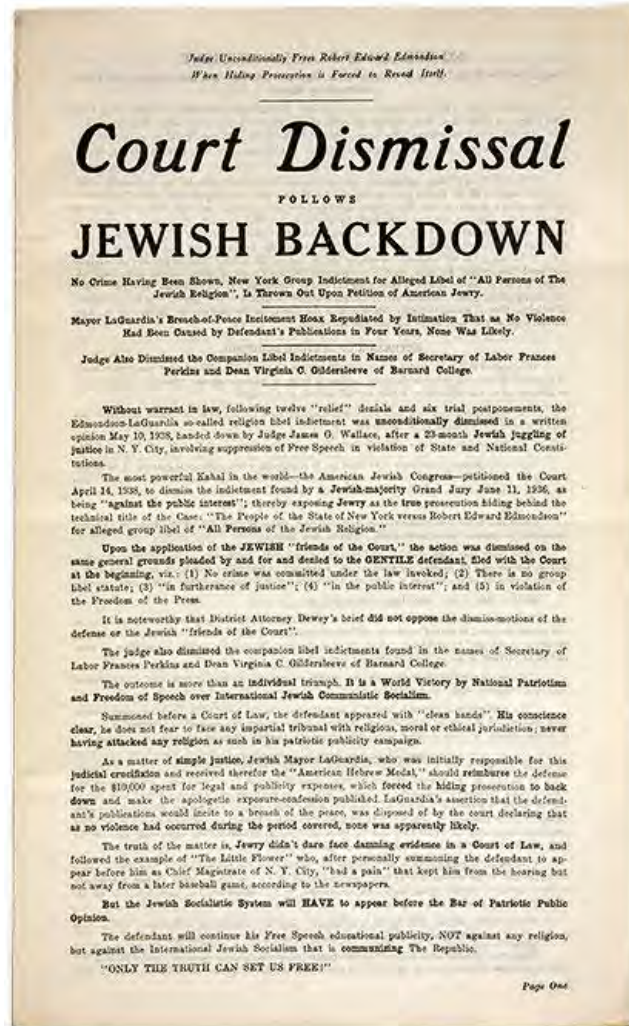 Judge Unconditionally Frees Robert Edward Edmondson
When Hiding Prosecution is Forced to Reveal Itself.
Court Dismissal
FOLLOWS
JEWISH BACKDOWN
No Crime Having Been Shown, New York Group Indictment for Alleged Libel of "All Persons of The
Jewish Religion", Is Thrown Out Upon Petition of American Jewry.
Mayor LaGuardia's Breach-of-Peace Incitement Hoax Repudiated by Intimation That as No Violence
Had Been Caused by Defendant's Publications in Four Years, None Was Likely.
Judge Also Dismissed the Companion Libel Indictments in Names of Secretary of Labor Frances
Perkins and Dean Virginia C. Gildersleeve of Barnard College.
Without warrant in law, following twelve "relief" denials and six trial postponements, the
Edmondson-LaGuardia so-called religion libel indictment was unconditionally dismissed in a written
opinion May 10, 1938, handed down by Judge James G. Wallace, after a 23-month Jewish juggling of
justice in N. Y. City, involving suppression of Free Speech in violation of State and National Consti-
tutions.
The most powerful Kahal in the world—the American Jewish Congress—petitioned the Court
April 14, 1938, to dismiss the indictment found by a Jewish-majority Grand Jury June 11, 1936, as
being "against the public interest"; thereby exposing Jewry as the true prosecution hiding behind the
technical title of the Case: "The People of the State of New York versus Robert Edward Edmondson"
for alleged group libel of "All Persons of the Jewish Religion."
Upon the application of the JEWISH "friends of the Court," the action was dismissed on the
same general grounds pleaded by and for and denied to the GENTILE defendant, filed with the Court
at the beginning, viz.: (1) No crime was committed under the law invoked; (2) There is no group
libel statute; (3) "in furtherance of justice"; (4) "in the public interest"; and (5) in violation of
the Freedom of the Press.
It is noteworthy that District Attorney Dewey's brief did not oppose the dismiss-motions of the
defense or the Jewish "friends of the Court".
The judge also dismissed the companion libel indictments found in the names of Secretary of
Labor Frances Perkins and Dean Virginia C. Gildersleeve of Barnard College.
The outcome is more than an individual triumph. It is a World Victory by National Patriotism
and Freedom of Speech over International Jewish Communistic Socialism.
Summoned before a Court of Law, the defendant appeared with "clean hands". His conscience
clear, he does not fear to face any impartial tribunal with religious, moral or ethical jurisdiction; never
having attacked any religion as such in his patriotic publicity campaign.
As a matter of simple justice, Jewish Mayor LaGuardia, who was initially responsible for this
judicial crucifixion and received therefor the "American Hebrew Medal," should reimburse the defense
for the $10,000 spent for legal and publicity expenses, which forced the hiding prosecution to back
down and make the apologetic exposure-confession published. LaGuardia's assertion that the defend-
ant's publications would incite to a breach of the peace, was disposed of by the court declaring that
as no violence had occurred during the period covered, none was apparently likely.
The truth of the matter is, Jewry didn't dare face damning evidence in a Court of Law, and
followed the example of "The Little Flower" who, after personally summoning the defendant to ap-
pear before him as Chief Magistrate of N. Y. City, "had a pain" that kept him from the hearing but
not away from a later baseball game, according to the newspapers.
But the Jewish Socialistic System will HAVE to appear before the Bar of Patriotic Public
Opinion.
The defendant will continue his Free Speech educational publicity, NOT against any religion,
but against the International Jewish Socialism that is communizing The Republic.
"ONLY THE TRUTH CAN SET US FREE!"
Page One